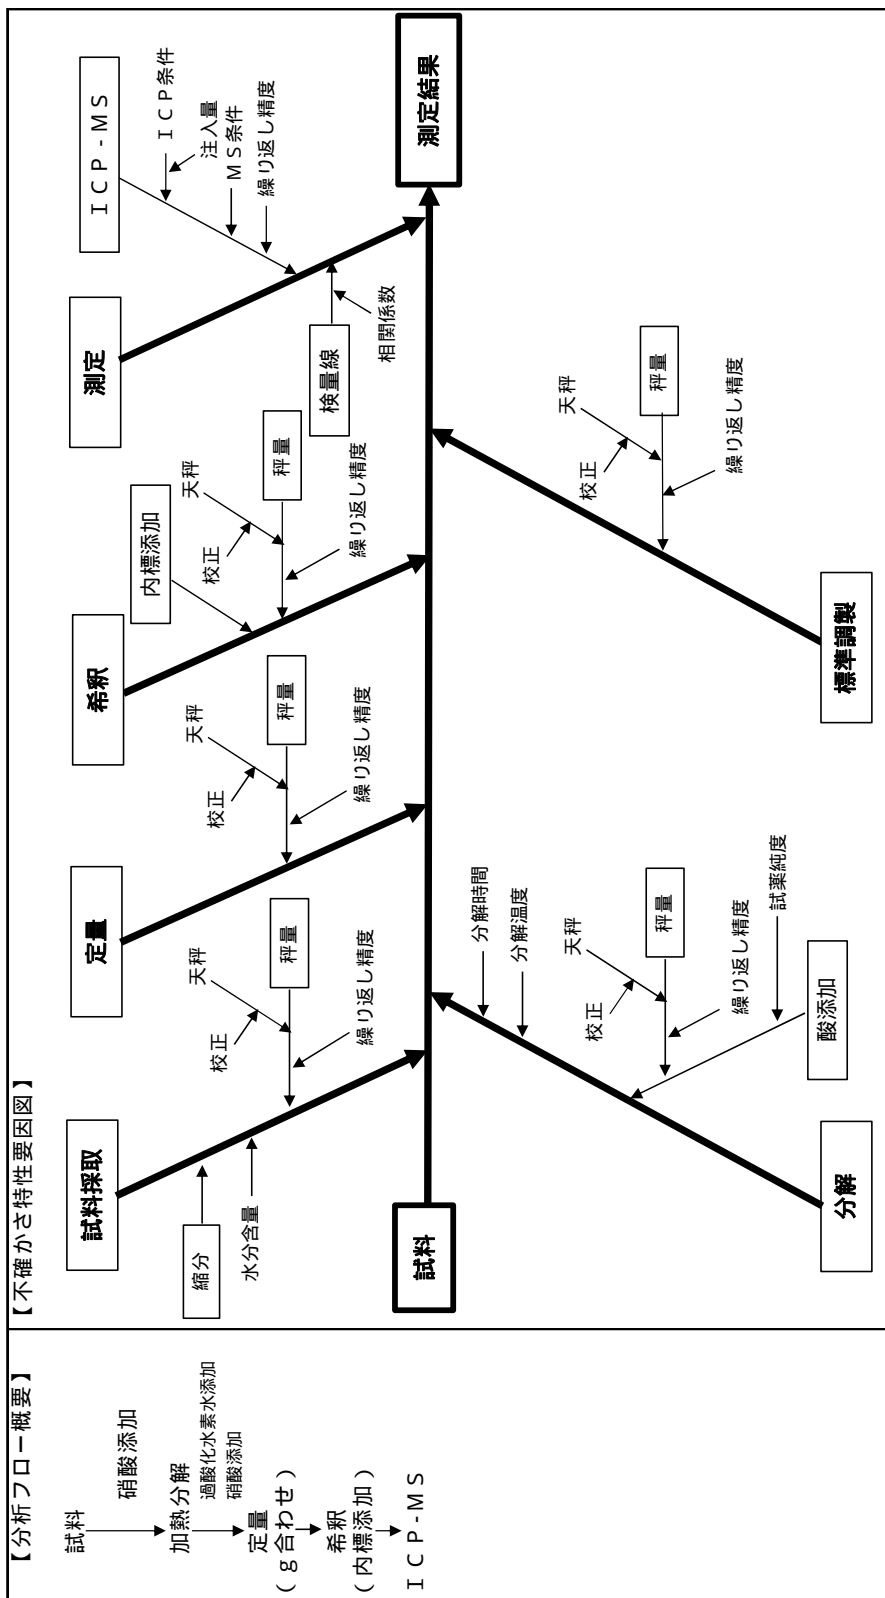 【分析フロー概要】
試料
硝酸添加
加熱分解
過酸化水素水添加
硝酸添加
定量
(g合わせ)
希釈
(内標添加)
ICP-MS
【不確かさ特性要因図】
試料採取
縮分
水分含量
校正
天秤
秤量
繰り返し精度
定量
校正
天秤
秤量
繰り返し精度
希釈
内標添加
校正
天秤
秤量
繰り返し精度
測定
ICP-MS
ICP条件
注入量
MS条件
繰り返し精度
検量線
相関係数
試料
測定結果
分解時間
分解温度
校正
天秤
秤量
繰り返し精度
試薬純度
酸添加
分解
校正
天秤
秤量
繰り返し精度
標準調製